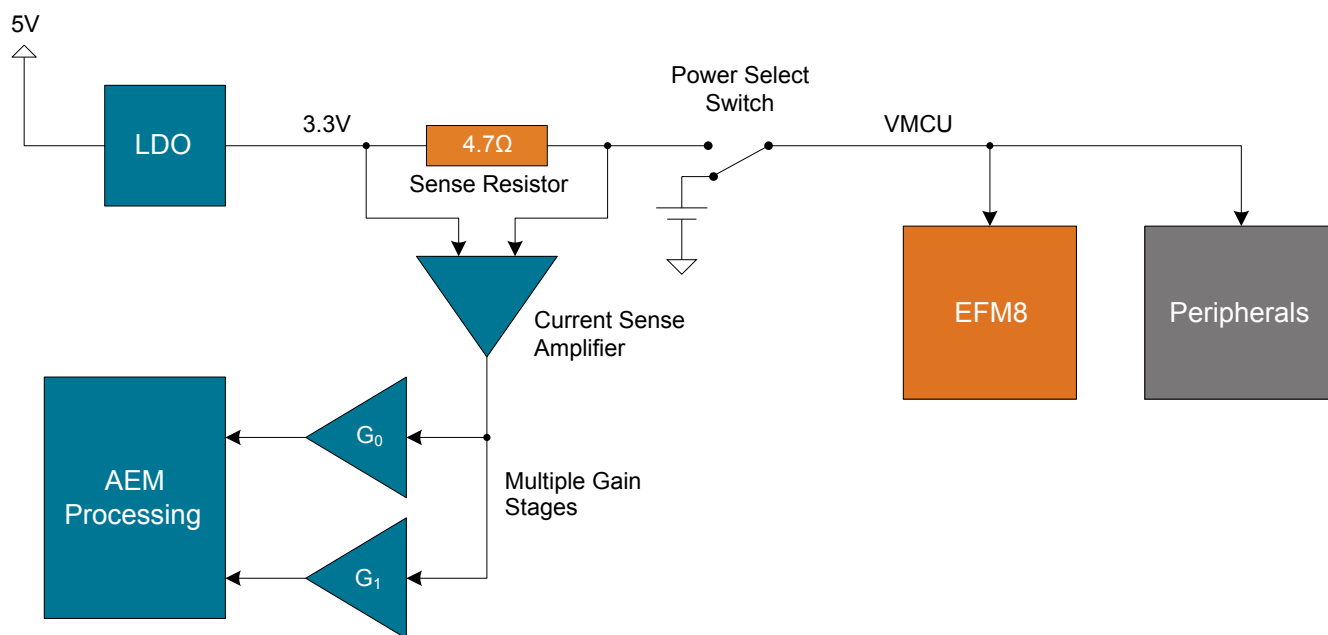 5V
LDO
3.3V
4.7Ω
Sense Resistor
Power Select
Switch
VMCU
EFM8
Peripherals
Current Sense
Amplifier
AEM
Processing
G₀
Multiple Gain
Stages
G₁